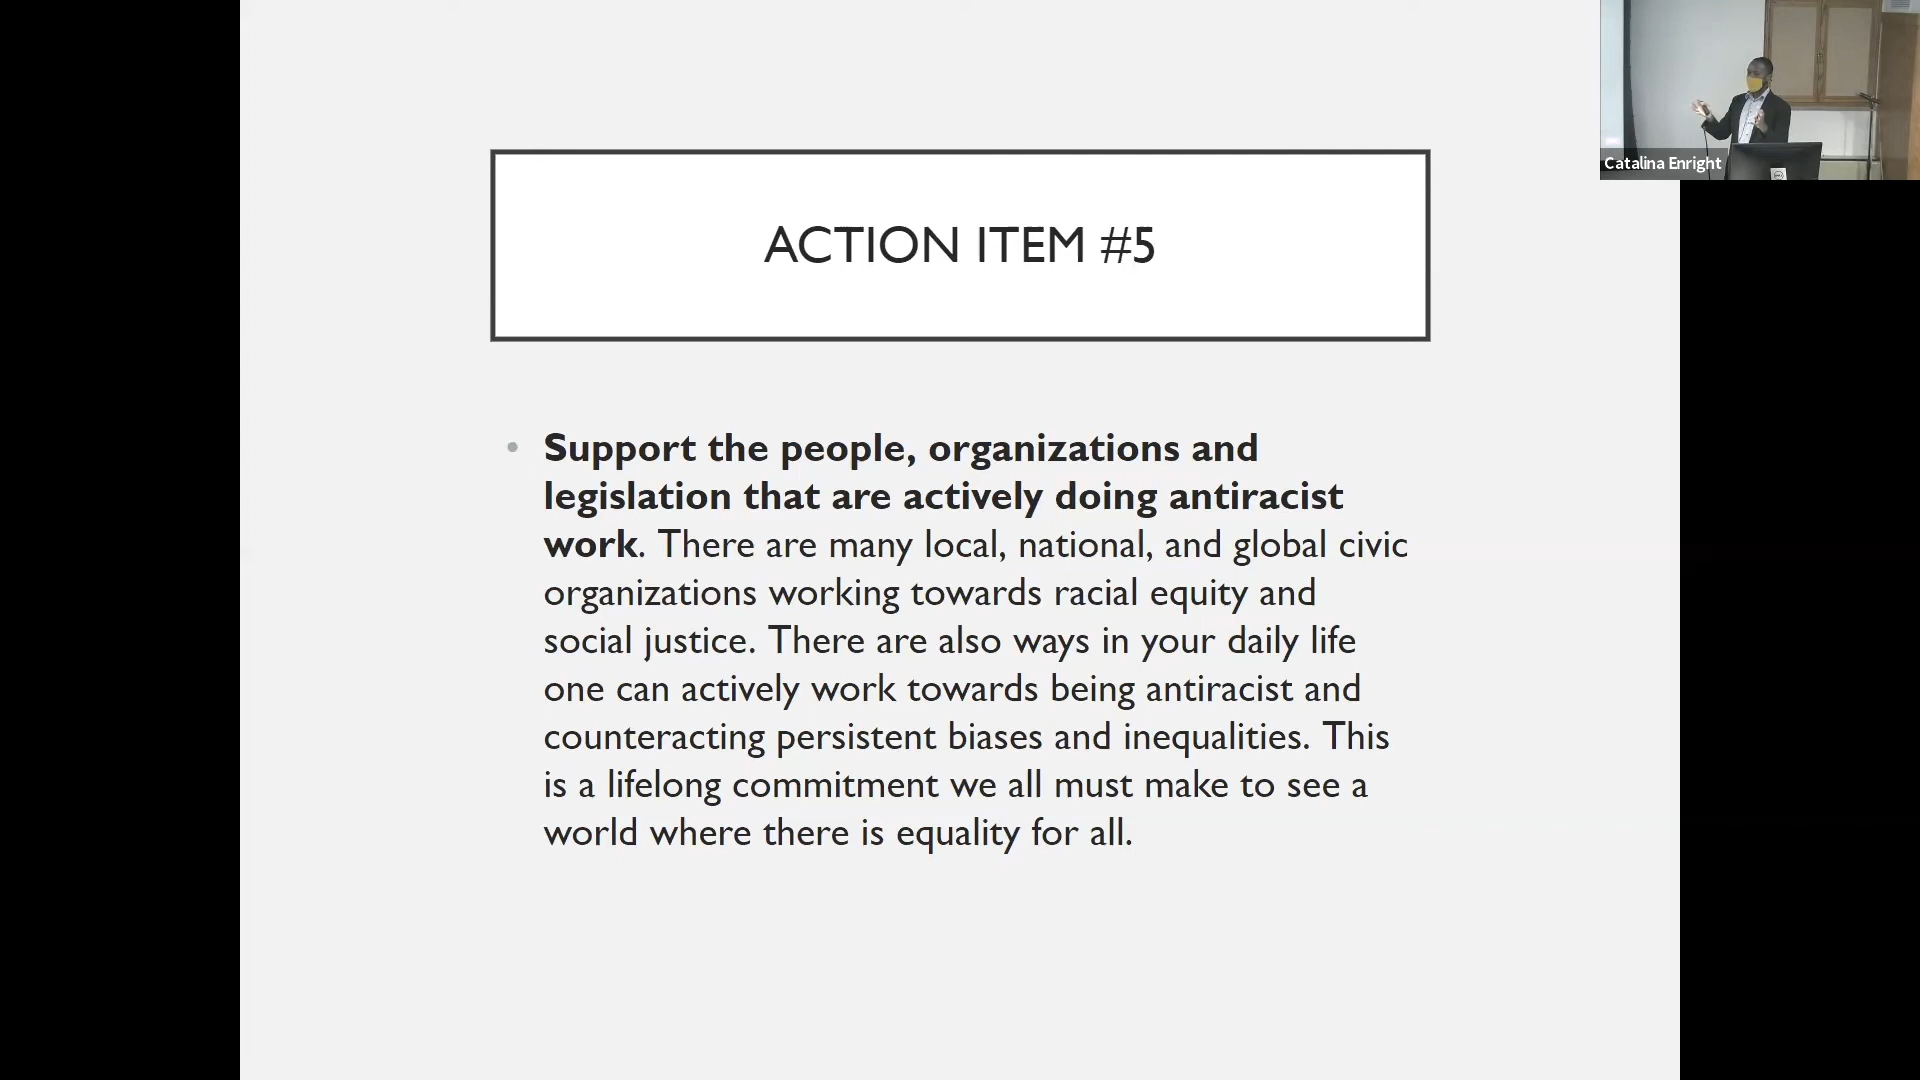 ACTION ITEM #5
• Support the people, organizations and
legislation that are actively doing antiracist
work. There are many local, national, and global civic
organizations working towards racial equity and
social justice. There are also ways in your daily life
one can actively work towards being antiracist and
counteracting persistent biases and inequalities. This
is a lifelong commitment we all must make to see a
world where there is equality for all.
Catalina Enright